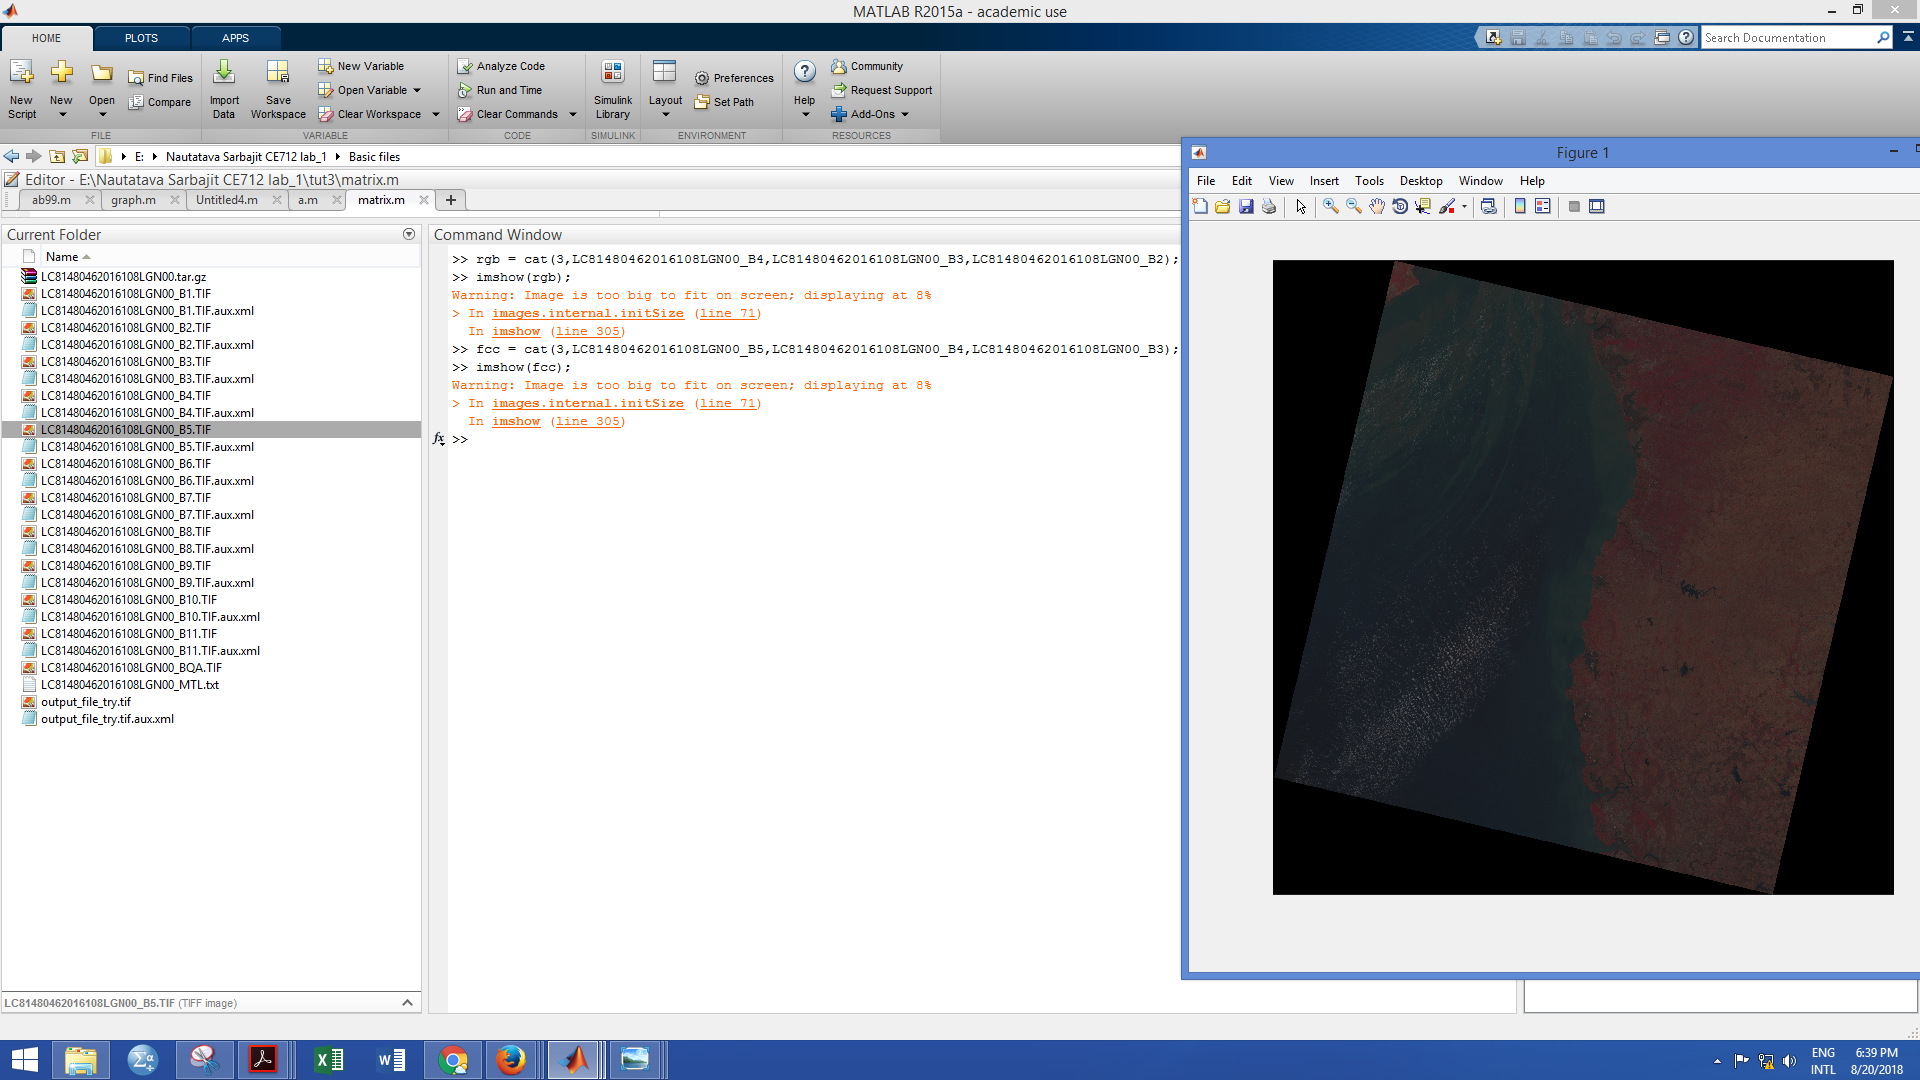 MATLAB R2015a - academic use
HOME PLOTS APPS
Search Documentation
New Script
New
Open
Find Files
Compare
Import Data
Save Workspace
New Variable
Open Variable
Clear Workspace
Analyze Code
Run and Time
Clear Commands
Simulink Library
Layout
Preferences
Set Path
Help
Community
Request Support
Add-Ons
FILE VARIABLE CODE SIMULINK ENVIRONMENT RESOURCES
E: Nautatava Sarbajit CE712 lab_1 Basic files
Editor - E:\Nautatava Sarbajit CE712 lab_1\tut3\matrix.m
ab99.m graph.m Untitled4.m a.m matrix.m
Current Folder
Name
LC81480462016108LGN00.tar.gz
LC81480462016108LGN00_B1.TIF
LC81480462016108LGN00_B1.TIF.aux.xml
LC81480462016108LGN00_B2.TIF
LC81480462016108LGN00_B2.TIF.aux.xml
LC81480462016108LGN00_B3.TIF
LC81480462016108LGN00_B3.TIF.aux.xml
LC81480462016108LGN00_B4.TIF
LC81480462016108LGN00_B4.TIF.aux.xml
LC81480462016108LGN00_B5.TIF
LC81480462016108LGN00_B5.TIF.aux.xml
LC81480462016108LGN00_B6.TIF
LC81480462016108LGN00_B6.TIF.aux.xml
LC81480462016108LGN00_B7.TIF
LC81480462016108LGN00_B7.TIF.aux.xml
LC81480462016108LGN00_B8.TIF
LC81480462016108LGN00_B8.TIF.aux.xml
LC81480462016108LGN00_B9.TIF
LC81480462016108LGN00_B9.TIF.aux.xml
LC81480462016108LGN00_B10.TIF
LC81480462016108LGN00_B10.TIF.aux.xml
LC81480462016108LGN00_B11.TIF
LC81480462016108LGN00_B11.TIF.aux.xml
LC81480462016108LGN00_BQA.TIF
LC81480462016108LGN00_MTL.txt
output_file_try.tif
output_file_try.tif.aux.xml
LC81480462016108LGN00_B5.TIF (TIFF image)
Command Window
>> rgb = cat(3,LC81480462016108LGN00_B4,LC81480462016108LGN00_B3,LC81480462016108LGN00_B2);
>> imshow(rgb);
Warning: Image is too big to fit on screen; displaying at 8%
> In images.internal.initSize (line 71)
In imshow (line 305)
>> fcc = cat(3,LC81480462016108LGN00_B5,LC81480462016108LGN00_B4,LC81480462016108LGN00_B3);
>> imshow(fcc);
Warning: Image is too big to fit on screen; displaying at 8%
> In images.internal.initSize (line 71)
In imshow (line 305)
fx >>
Figure 1
File Edit View Insert Tools Desktop Window Help
ENG
INTL
6:39 PM
8/20/2018